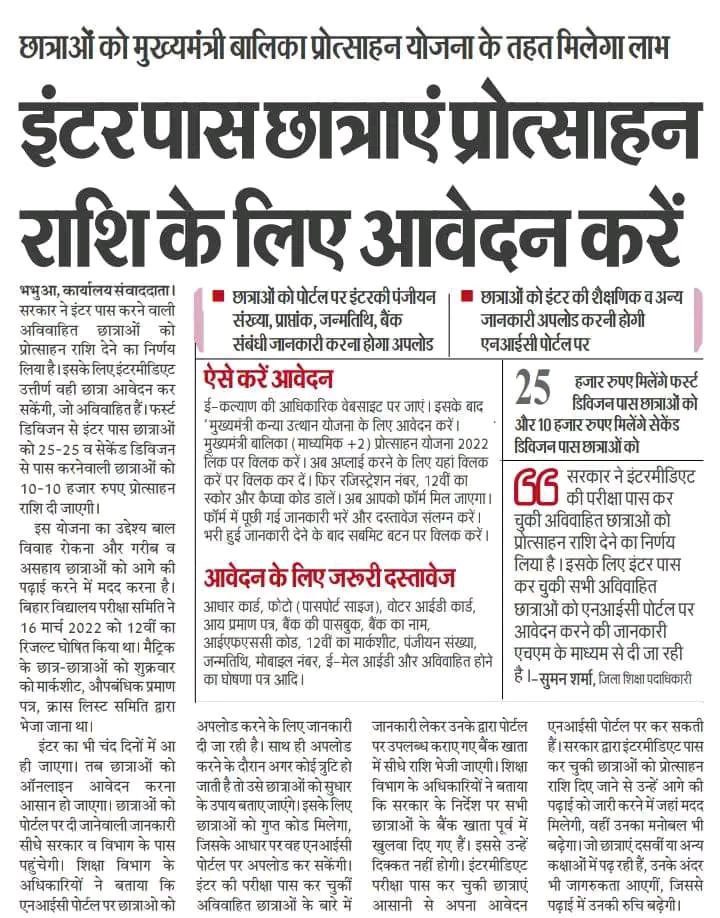 छात्राओं को मुख्यमंत्री बालिका प्रोत्साहन योजना के तहत मिलेगा लाभ
इंटर पास छात्राएं प्रोत्साहन
राशि के लिए आवेदन करें
भभुआ, कार्यालय संवाददाता।
सरकार ने इंटर पास करने वाली
अविवाहित छात्राओं को
प्रोत्साहन राशि देने का निर्णय
लिया है। इसके लिए इंटरमीडिएट
उत्तीर्ण वही छात्रा आवेदन कर
सकेंगी, जो अविवाहित हैं। फर्स्ट
डिविजन से इंटर पास छात्राओं
को 25-25 व सेकेंड डिविजन
से पास करनेवाली छात्राओं को
10-10 हजार रुपए प्रोत्साहन
राशि दी जाएगी।
इस योजना का उद्देश्य बाल
विवाह रोकना और गरीब व
असहाय छात्राओं को आगे की
पढ़ाई करने में मदद करना है।
बिहार विद्यालय परीक्षा समिति ने
16 मार्च 2022 को 12वीं का
रिजल्ट घोषित किया था। मैट्रिक
के छात्र-छात्राओं को शुक्रवार
को मार्कशीट, औपबंधिक प्रमाण
पत्र, क्रास लिस्ट समिति द्वारा
भेजा जाना था।
इंटर का भी चंद दिनों में आ
ही जाएगा। तब छात्राओं को
ऑनलाइन आवेदन करना
आसान हो जाएगा। छात्राओं को
पोर्टल पर दी जानेवाली जानकारी
सीधे सरकार व विभाग के पास
पहुंचेगी। शिक्षा विभाग के
अधिकारियों ने बताया कि
एनआईसी पोर्टल पर छात्राओ को
■ छात्राओं को पोर्टल पर इंटरकी पंजीयन
संख्या, प्राप्तांक, जन्मतिथि, बैंक
संबंधी जानकारी करना होगा अपलोड
■ छात्राओं को इंटर की शैक्षणिक व अन्य
जानकारी अपलोड करनी होगी
एनआईसी पोर्टल पर
ऐसे करें आवेदन
ई-कल्याण की आधिकारिक वेबसाइट पर जाएं। इसके बाद
'मुख्यमंत्री कन्या उत्थान योजना के लिए आवेदन करें।
मुख्यमंत्री बालिका (माध्यमिक +2) प्रोत्साहन योजना 2022
लिंक पर क्लिक करें। अब अप्लाई करने के लिए यहां क्लिक
करें पर क्लिक कर दें। फिर रजिस्ट्रेशन नंबर, 12वीं का
स्कोर और कैप्चा कोड डालें। अब आपको फॉर्म मिल जाएगा।
फॉर्म में पूछी गई जानकारी भरें और दस्तावेज संलग्न करें।
भरी हुई जानकारी देने के बाद सबमिट बटन पर क्लिक करें।
आवेदन के लिए जरूरी दस्तावेज
आधार कार्ड, फोटो (पासपोर्ट साइज), वोटर आईडी कार्ड,
आय प्रमाण पत्र, बैंक की पासबुक, बैंक का नाम,
आईएफएससी कोड, 12वीं का मार्कशीट, पंजीयन संख्या,
जन्मतिथि, मोबाइल नंबर, ई-मेल आईडी और अविवाहित होने
का घोषणा पत्र आदि।
25 हजार रुपए मिलेंगे फर्स्ट
डिविजन पास छात्राओं को
और 10 हजार रुपए मिलेंगे सेकेंड
डिविजन पास छात्राओं को
सरकार ने इंटरमीडिएट
की परीक्षा पास कर
चुकी अविवाहित छात्राओं को
प्रोत्साहन राशि देने का निर्णय
लिया है। इसके लिए इंटर पास
कर चुकी सभी अविवाहित
छात्राओं को एनआईसी पोर्टल पर
आवेदन करने की जानकारी
एचएम के माध्यम से दी जा रही
है।-सुमन शर्मा, जिला शिक्षा पदाधिकारी
अपलोड करने के लिए जानकारी
दी जा रही है। साथ ही अपलोड
करने के दौरान अगर कोई त्रुटि हो
जाती है तो उसे छात्राओं को सुधार
के उपाय बताए जाएंगे। इसके लिए
छात्राओं को गुप्त कोड मिलेगा,
जिसके आधार पर वह एनआईसी
पोर्टल पर अपलोड कर सकेंगी।
इंटर की परीक्षा पास कर चुकीं
अविवाहित छात्राओं के बारे में
जानकारी लेकर उनके द्वारा पोर्टल
पर उपलब्ध कराए गए बैंक खाता
में सीधे राशि भेजी जाएगी। शिक्षा
विभाग के अधिकारियों ने बताया
कि सरकार के निर्देश पर सभी
छात्राओं के बैंक खाता पूर्व में
खुलवा दिए गए हैं। इससे उन्हें
दिक्कत नहीं होगी। इंटरमीडिएट
परीक्षा पास कर चुकी छात्राएं
आसानी से अपना आवेदन
एनआईसी पोर्टल पर कर सकती
हैं। सरकार द्वारा इंटरमीडिएट पास
कर चुकी छात्राओं को प्रोत्साहन
राशि दिए जाने से उन्हें आगे की
पढ़ाई को जारी करने में जहां मदद
मिलेगी, वहीं उनका मनोबल भी
बढ़ेगा। जो छात्राएं दसवीं या अन्य
कक्षाओं में पढ़ रही हैं, उनके अंदर
भी जागरुकता आएगीं, जिससे
पढ़ाई में उनकी रुचि बढ़ेगी।